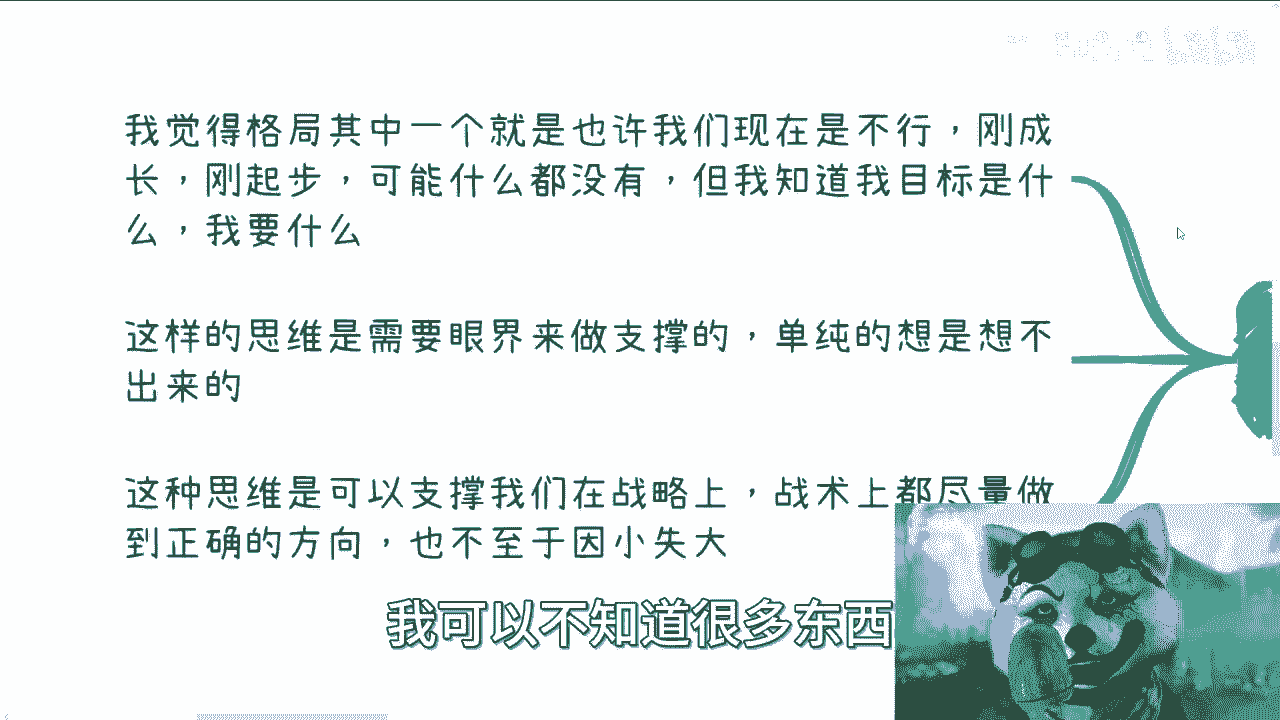 我觉得格局其中一个就是也许我们现在是不行，刚成
长，刚起步，可能什么都没有，但我知道我目标是什
么，我要什么
这样的思维是需要眼界来做支撑的，单纯的想是想不
出来的
这种思维是可以支撑我们在战略上，战术上都尽量做
到正确的方向，也不至于因小失大
我可以不知道很多东西